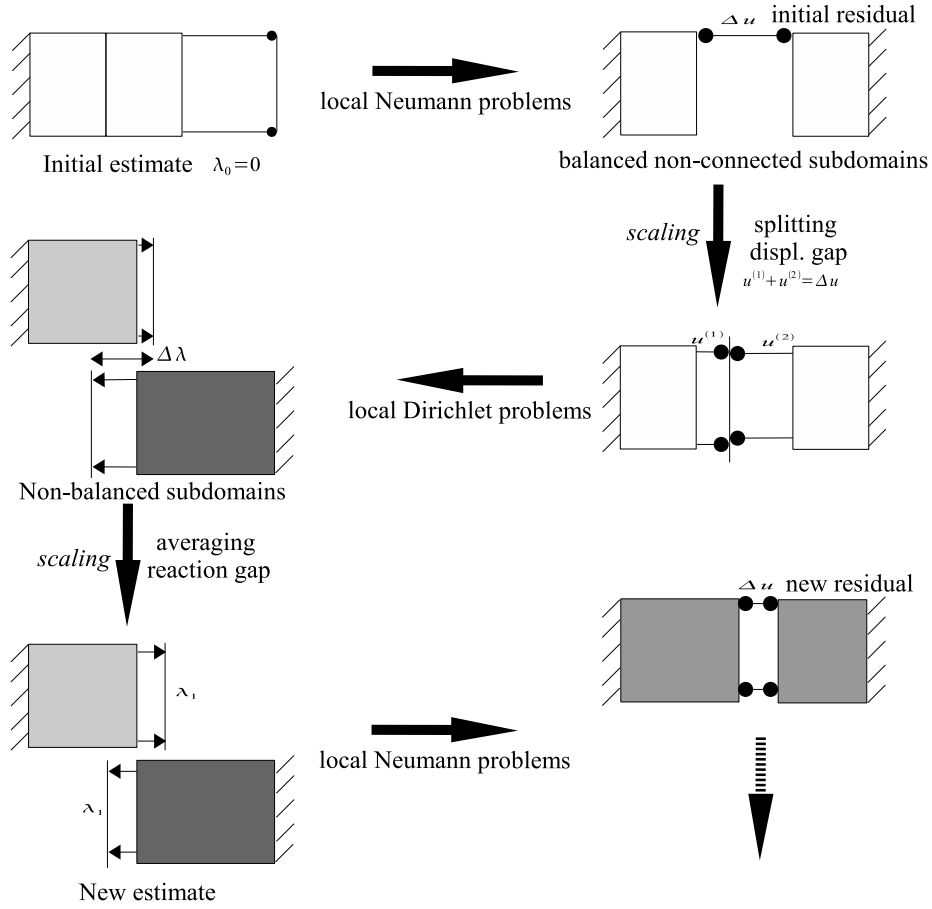 Δu initial residual
local Neumann problems
Initial estimate λ₀=0
balanced non-connected subdomains
scaling
splitting
displ. gap
u⁽¹⁾+u⁽²⁾=Δu
u⁽¹⁾
u⁽²⁾
Δλ
local Dirichlet problems
Non-balanced subdomains
scaling
averaging
reaction gap
Δu new residual
λ₁
local Neumann problems
λ₁
New estimate